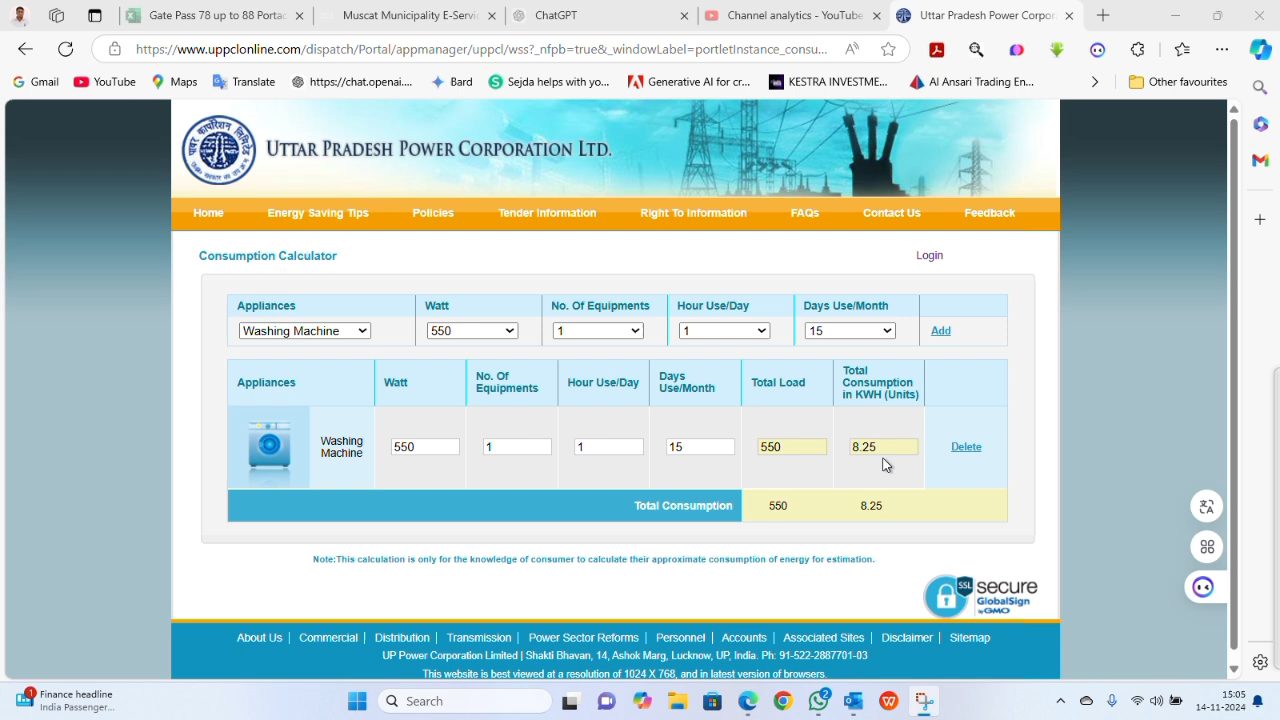 Gate Pass 78 up to 88 for X
Muscat Memory System - V
ChatGPT
Channel analytics - YouTube
Uttar Pradesh Power Corpor
https://www.uppclonline.com/dispatch/Portal/appmanager/uppcl/wss?_nfpb=true&_windowLabel=portletInstance_consu...
Gmail
YouTube
Maps
Translate
https://chat.openai....
Bard
Sejda helps with yo...
Generative AI for cr...
KESTRA INVESTME...
AI Ansari Trading En...
Other favourites
UTTAR PRADESH POWER CORPORATION LTD.
Home
Energy Saving Tips
Policies
Tender Information
Right To Information
FAQs
Contact Us
Feedback
Consumption Calculator
Login
Appliances Watt No. Of Equipments Hour Use/Day Days Use/Month
Washing Machine 550 1 1 15 Add
Appliances Watt No. Of Equipments Hour Use/Day Days Use/Month Total Load Total Consumption in KWH (Units)
Washing Machine 550 1 1 15 550 8.25 Delete
Total Consumption 550 8.25
Note:This calculation is only for the knowledge of consumer to calculate their approximate consumption of energy for estimation.
SSL secure
GlobalSign
by GMO
About Us | Commercial | Distribution | Transmission | Power Sector Reforms | Personnel | Accounts | Associated Sites | Disclaimer | Sitemap
UP Power Corporation Limited | Shakti Bhavan, 14, Ashok Marg, Lucknow, UP, India. Ph: 91-522-2887701-03
This website is best viewed at a resolution of 1024 X 768, and in latest version of browsers.
1
Finance headline
India Passenger...
Search
2
15:05
14-11-2024